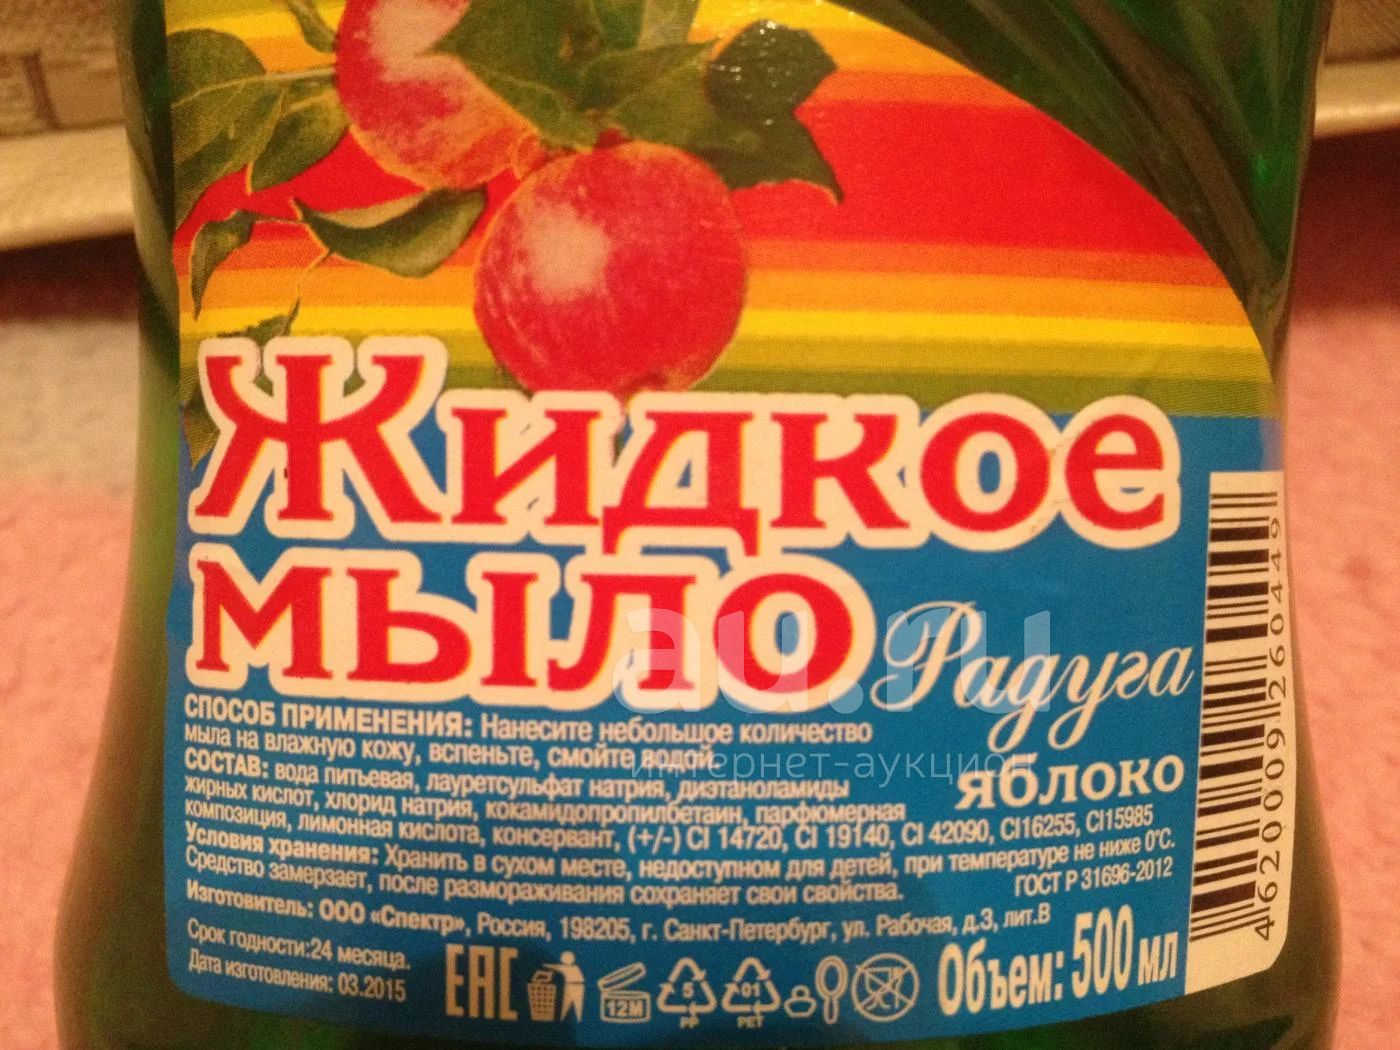 Жидкое
мыло
Радуга
яблоко
СПОСОБ ПРИМЕНЕНИЯ: Нанесите небольшое количество
мыла на влажную кожу, вспеньте, смойте водой.
СОСТАВ: вода питьевая, лауретсульфат натрия, диэтаноламиды
жирных кислот, хлорид натрия, кокамидопропилбетаин, парфюмерная
композиция, лимонная кислота, консервант, (+/-) CI 14720, CI 19140, CI 42090, CI16255, CI15985
Условия хранения: Хранить в сухом месте, недоступном для детей, при температуре не ниже 0°С.
Средство замерзает, после размораживания сохраняет свои свойства.
ГОСТ Р 31696-2012
Изготовитель: ООО «Спектр», Россия, 198205, г. Санкт-Петербург, ул. Рабочая, д.3, лит.В
Срок годности:24 месяца.
Дата изготовления: 03.2015
EAC
12M
5
PP
01
PET
Объем: 500 мл
4620009260449
au.ru
интернет-аукцион